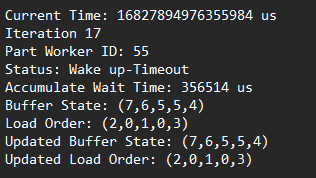 Current Time: 16827894976355984 us
Iteration 17
Part Worker ID: 55
Status: Wake up-Timeout
Accumulate Wait Time: 356514 us
Buffer State: (7,6,5,5,4)
Load Order: (2,0,1,0,3)
Updated Buffer State: (7,6,5,5,4)
Updated Load Order: (2,0,1,0,3)